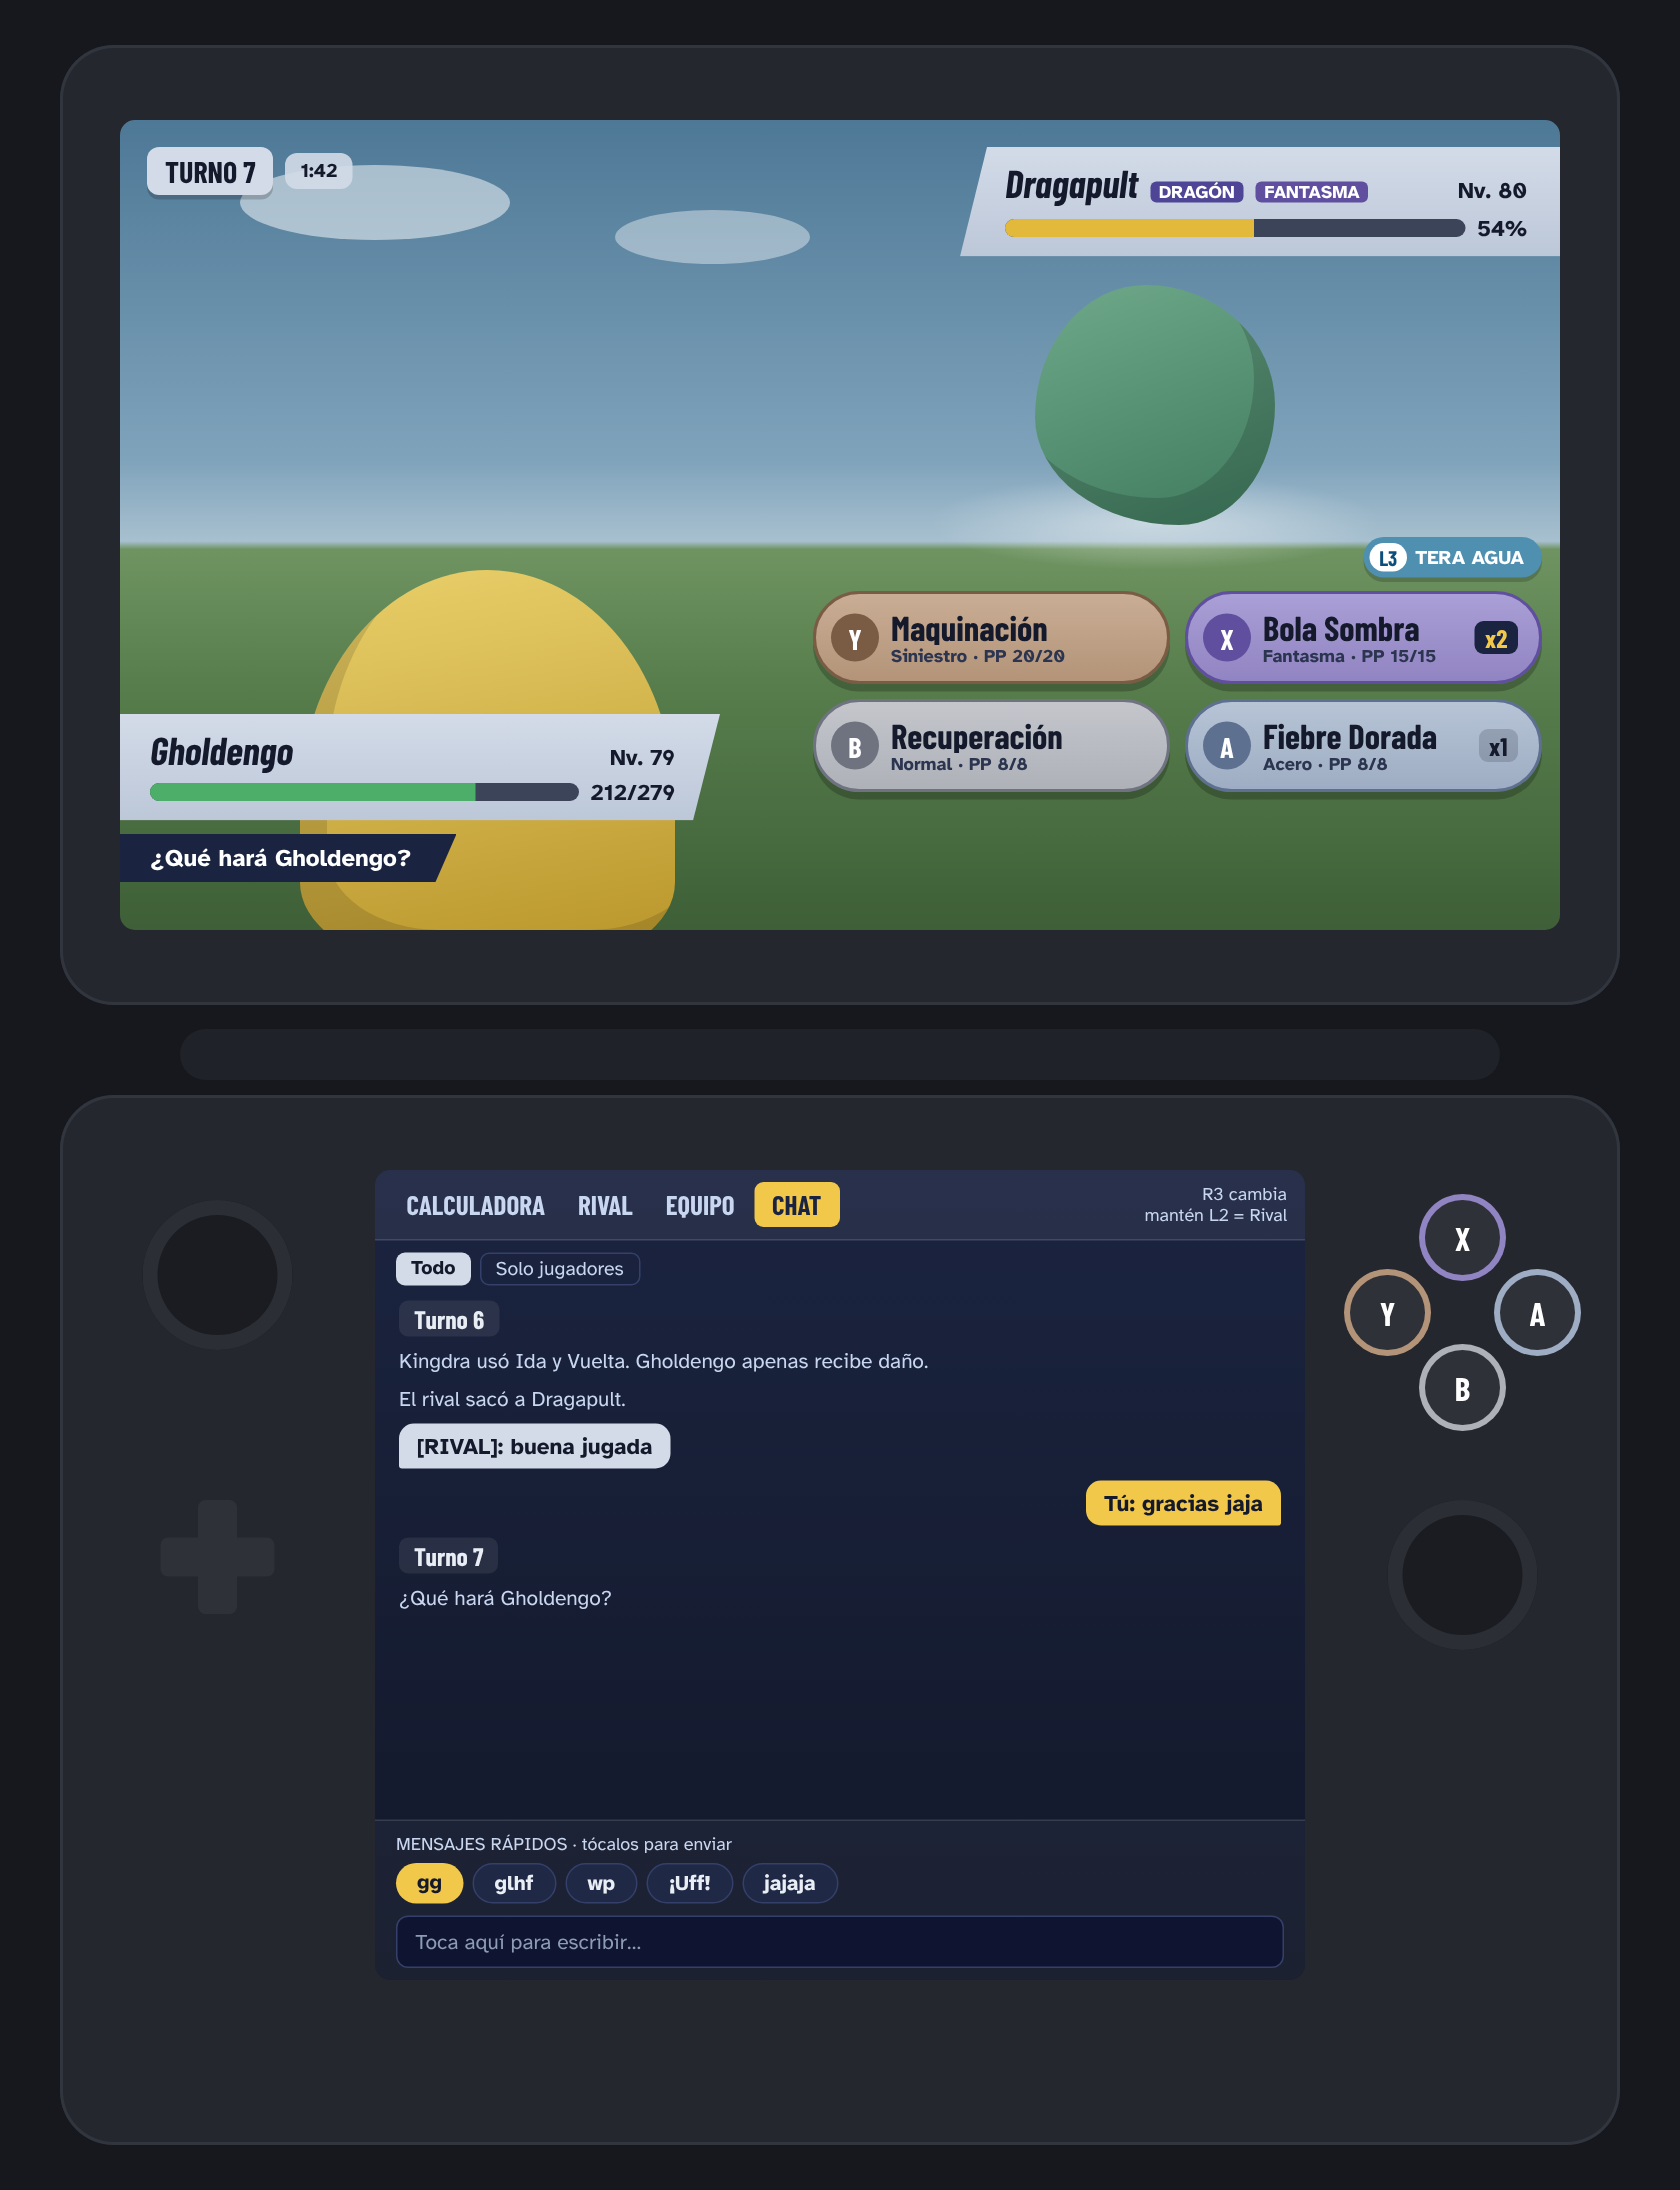 TURNO 7
1:42
Dragapult DRAGÓN FANTASMA Nv. 80
54%
L3 TERA AGUA
Y Maquinación
Siniestro · PP 20/20
X Bola Sombra x2
Fantasma · PP 15/15
B Recuperación
Normal · PP 8/8
A Fiebre Dorada x1
Acero · PP 8/8
Gholdengo Nv. 79
212/279
¿Qué hará Gholdengo?
CALCULADORA RIVAL EQUIPO CHAT
R3 cambia
mantén L2 = Rival
Todo Solo jugadores
Turno 6
Kingdra usó Ida y Vuelta. Gholdengo apenas recibe daño.
El rival sacó a Dragapult.
[RIVAL]: buena jugada
Tú: gracias jaja
Turno 7
¿Qué hará Gholdengo?
MENSAJES RÁPIDOS · tócalos para enviar
gg glhf wp ¡Uff! jajaja
Toca aquí para escribir...
X
Y A
B